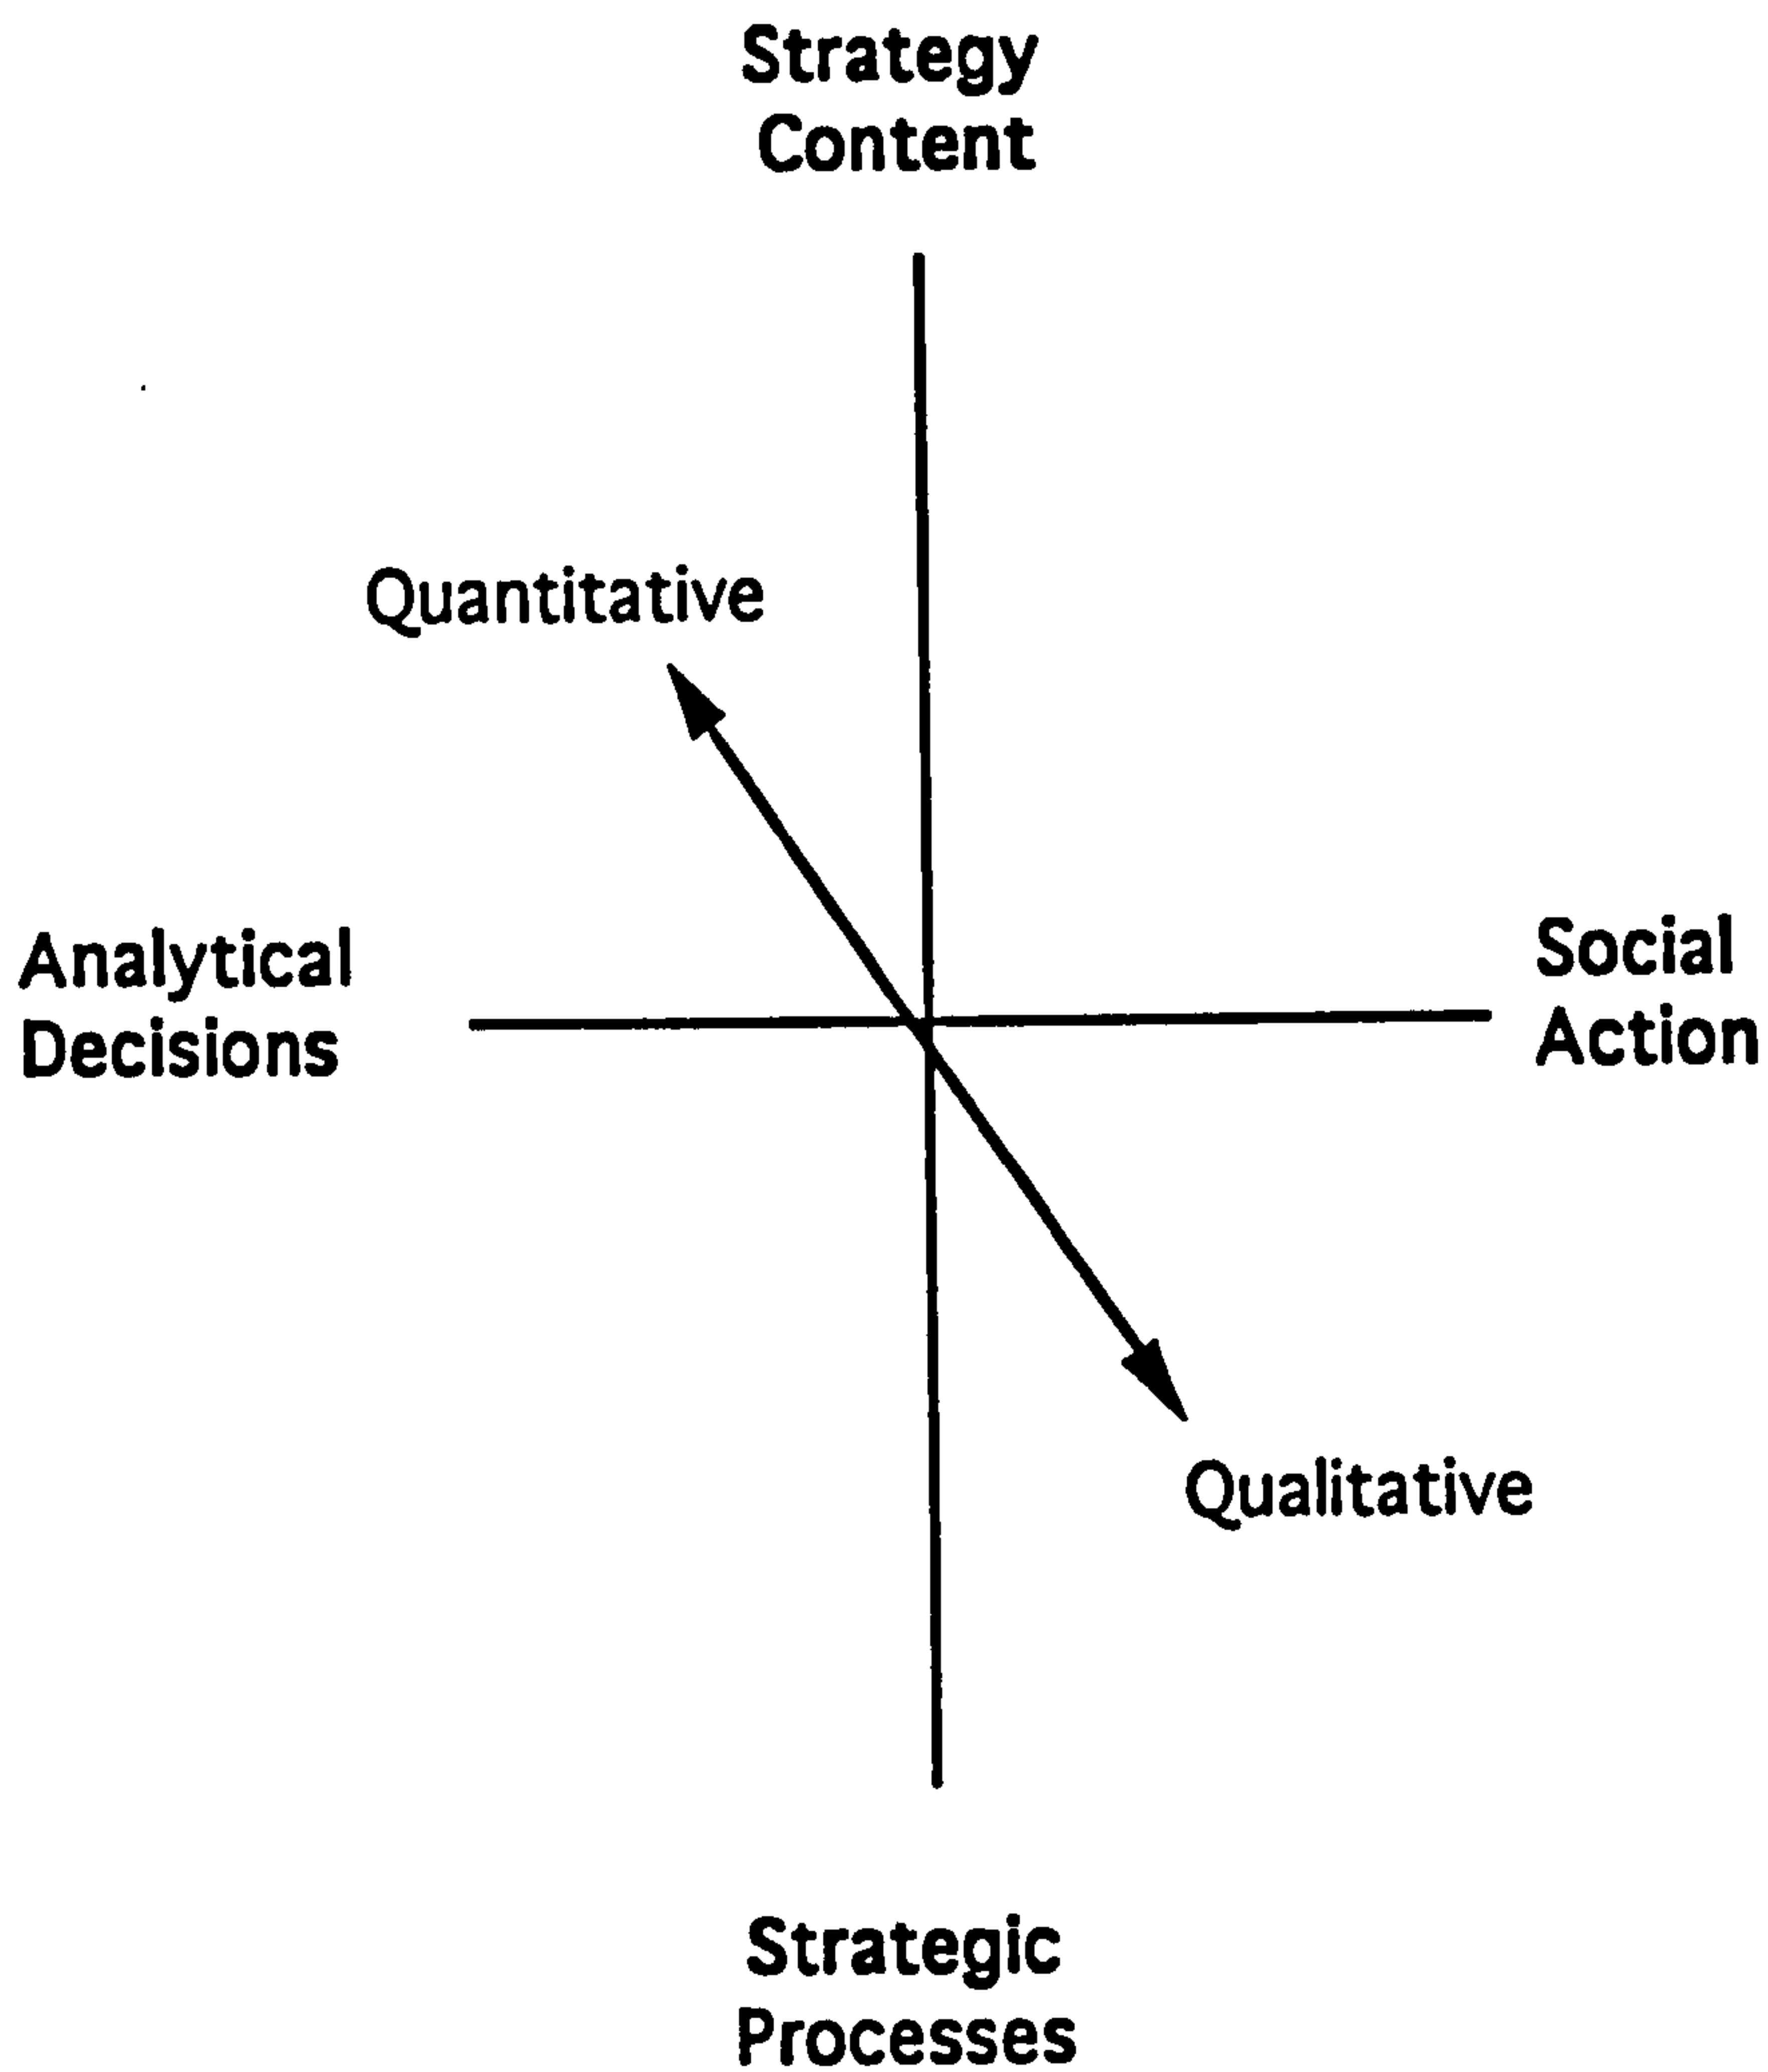 Strategy
Content
Quantitative
Analytical
Decisions
Social
Action
Qualitative
Strategic
Processes